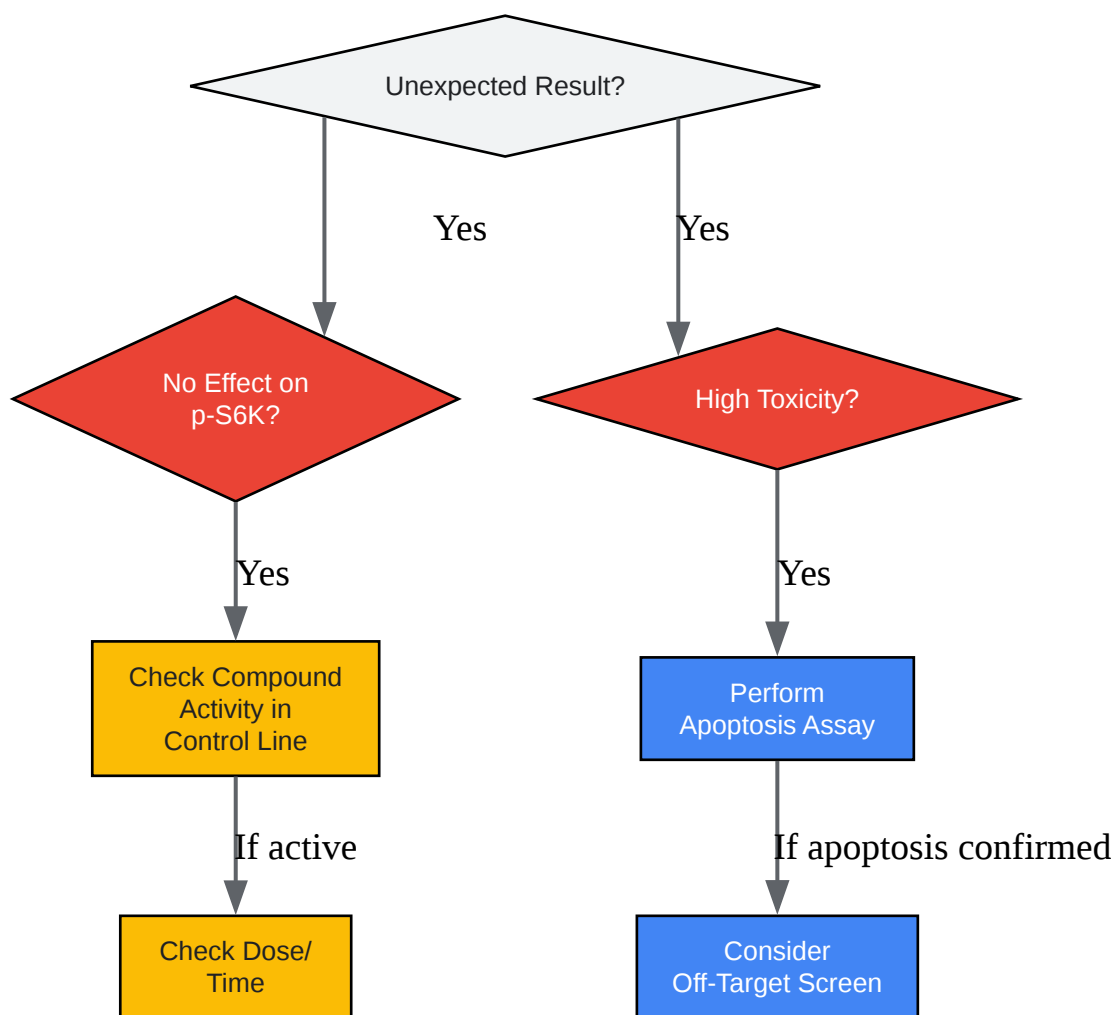 Unexpected Result?
Yes
Yes
No Effect on
p-S6K?
High Toxicity?
Yes
Yes
Check Compound
Activity in
Control Line
Perform
Apoptosis Assay
If active
If apoptosis confirmed
Check Dose/
Time
Consider
Off-Target Screen